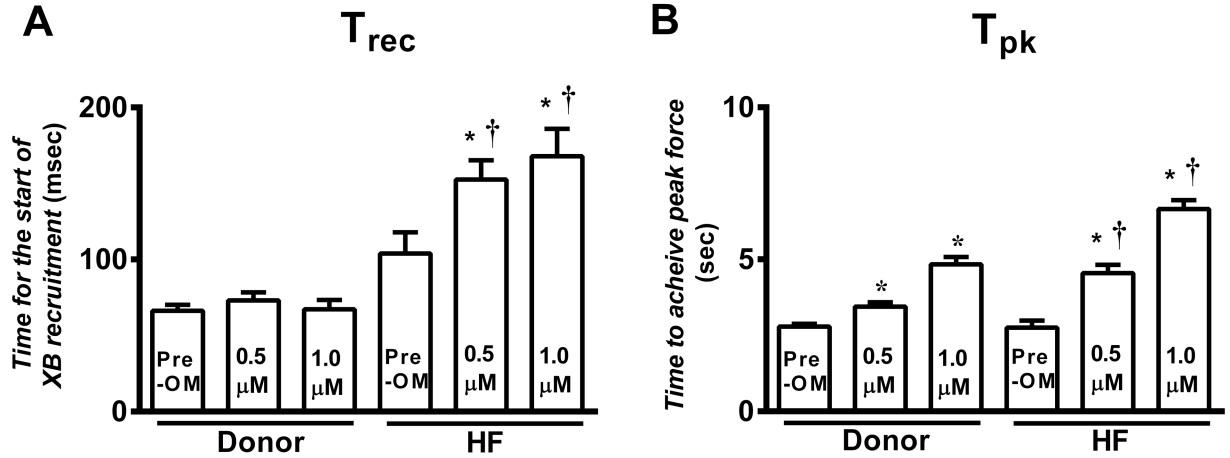 A
T rec
Time for the start of
XB recruitment (msec)
200
100
0
* †
* †
Pre
-OM
0.5
μM
1.0
μM
Pre
-OM
0.5
μM
1.0
μM
Donor
HF
B
T pk
Time to acheive peak force
(sec)
10
5
0
*
*
* †
* †
Pre
-OM
0.5
μM
1.0
μM
Pre
-OM
0.5
μM
1.0
μM
Donor
HF